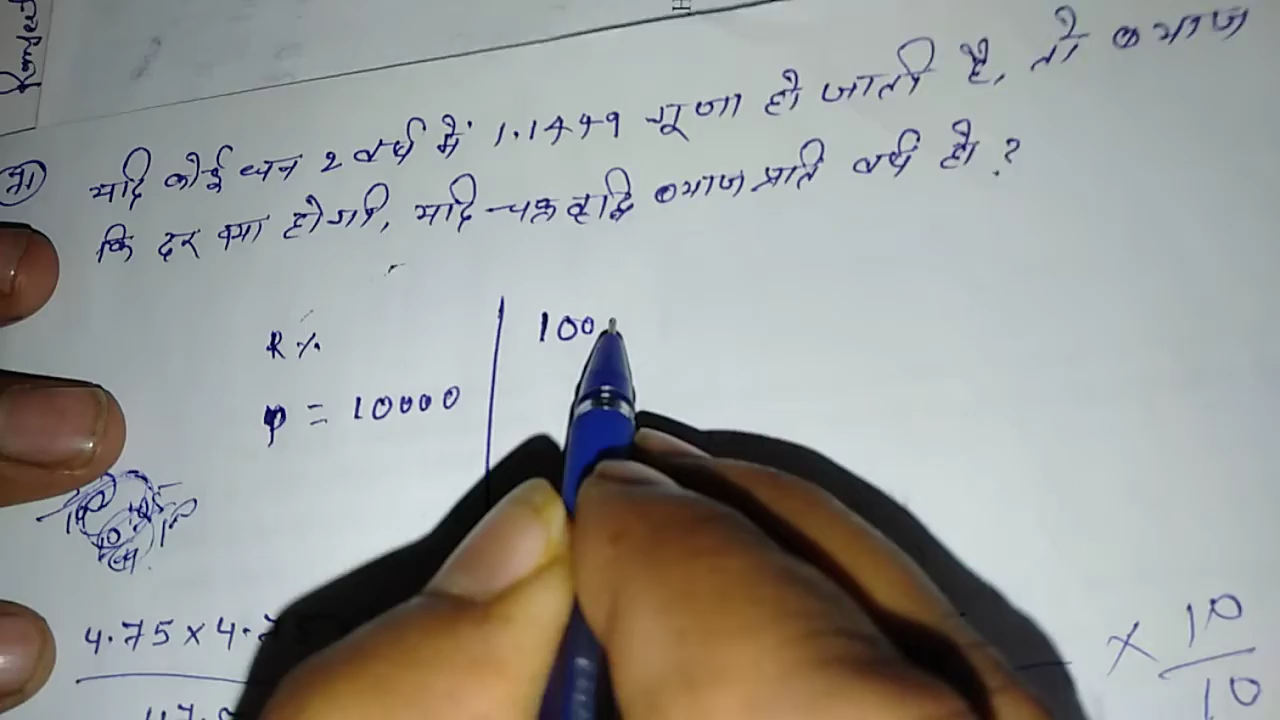 यदि कोई धन 2 वर्ष में 1.1449 गूना हो जाती है, तो ब्याज
कि दर क्या होगी, यदि चक्रवृद्धि ब्याज प्रति वर्ष हो?
R %
P = 10000
100
4.75 x 4.7
x 10
10